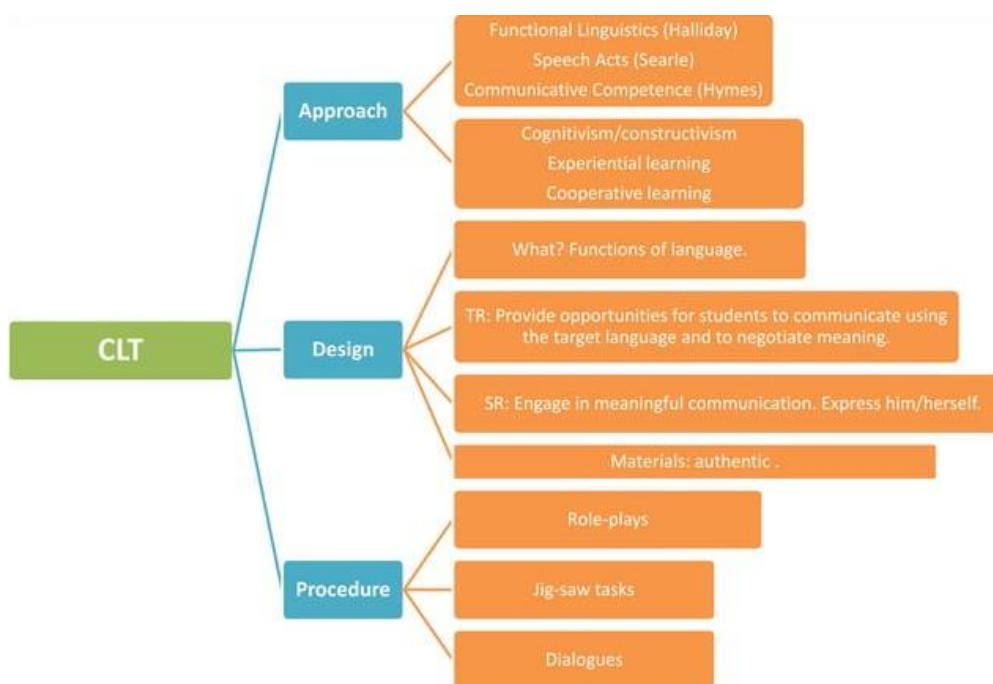 CLT
Approach
Functional Linguistics (Halliday)
Speech Acts (Searle)
Communicative Competence (Hymes)
Cognitivism/constructivism
Experiential learning
Cooperative learning
Design
What? Functions of language.
TR: Provide opportunities for students to communicate using
the target language and to negotiate meaning.
SR: Engage in meaningful communication. Express him/herself.
Materials: authentic .
Procedure
Role-plays
Jig-saw tasks
Dialogues